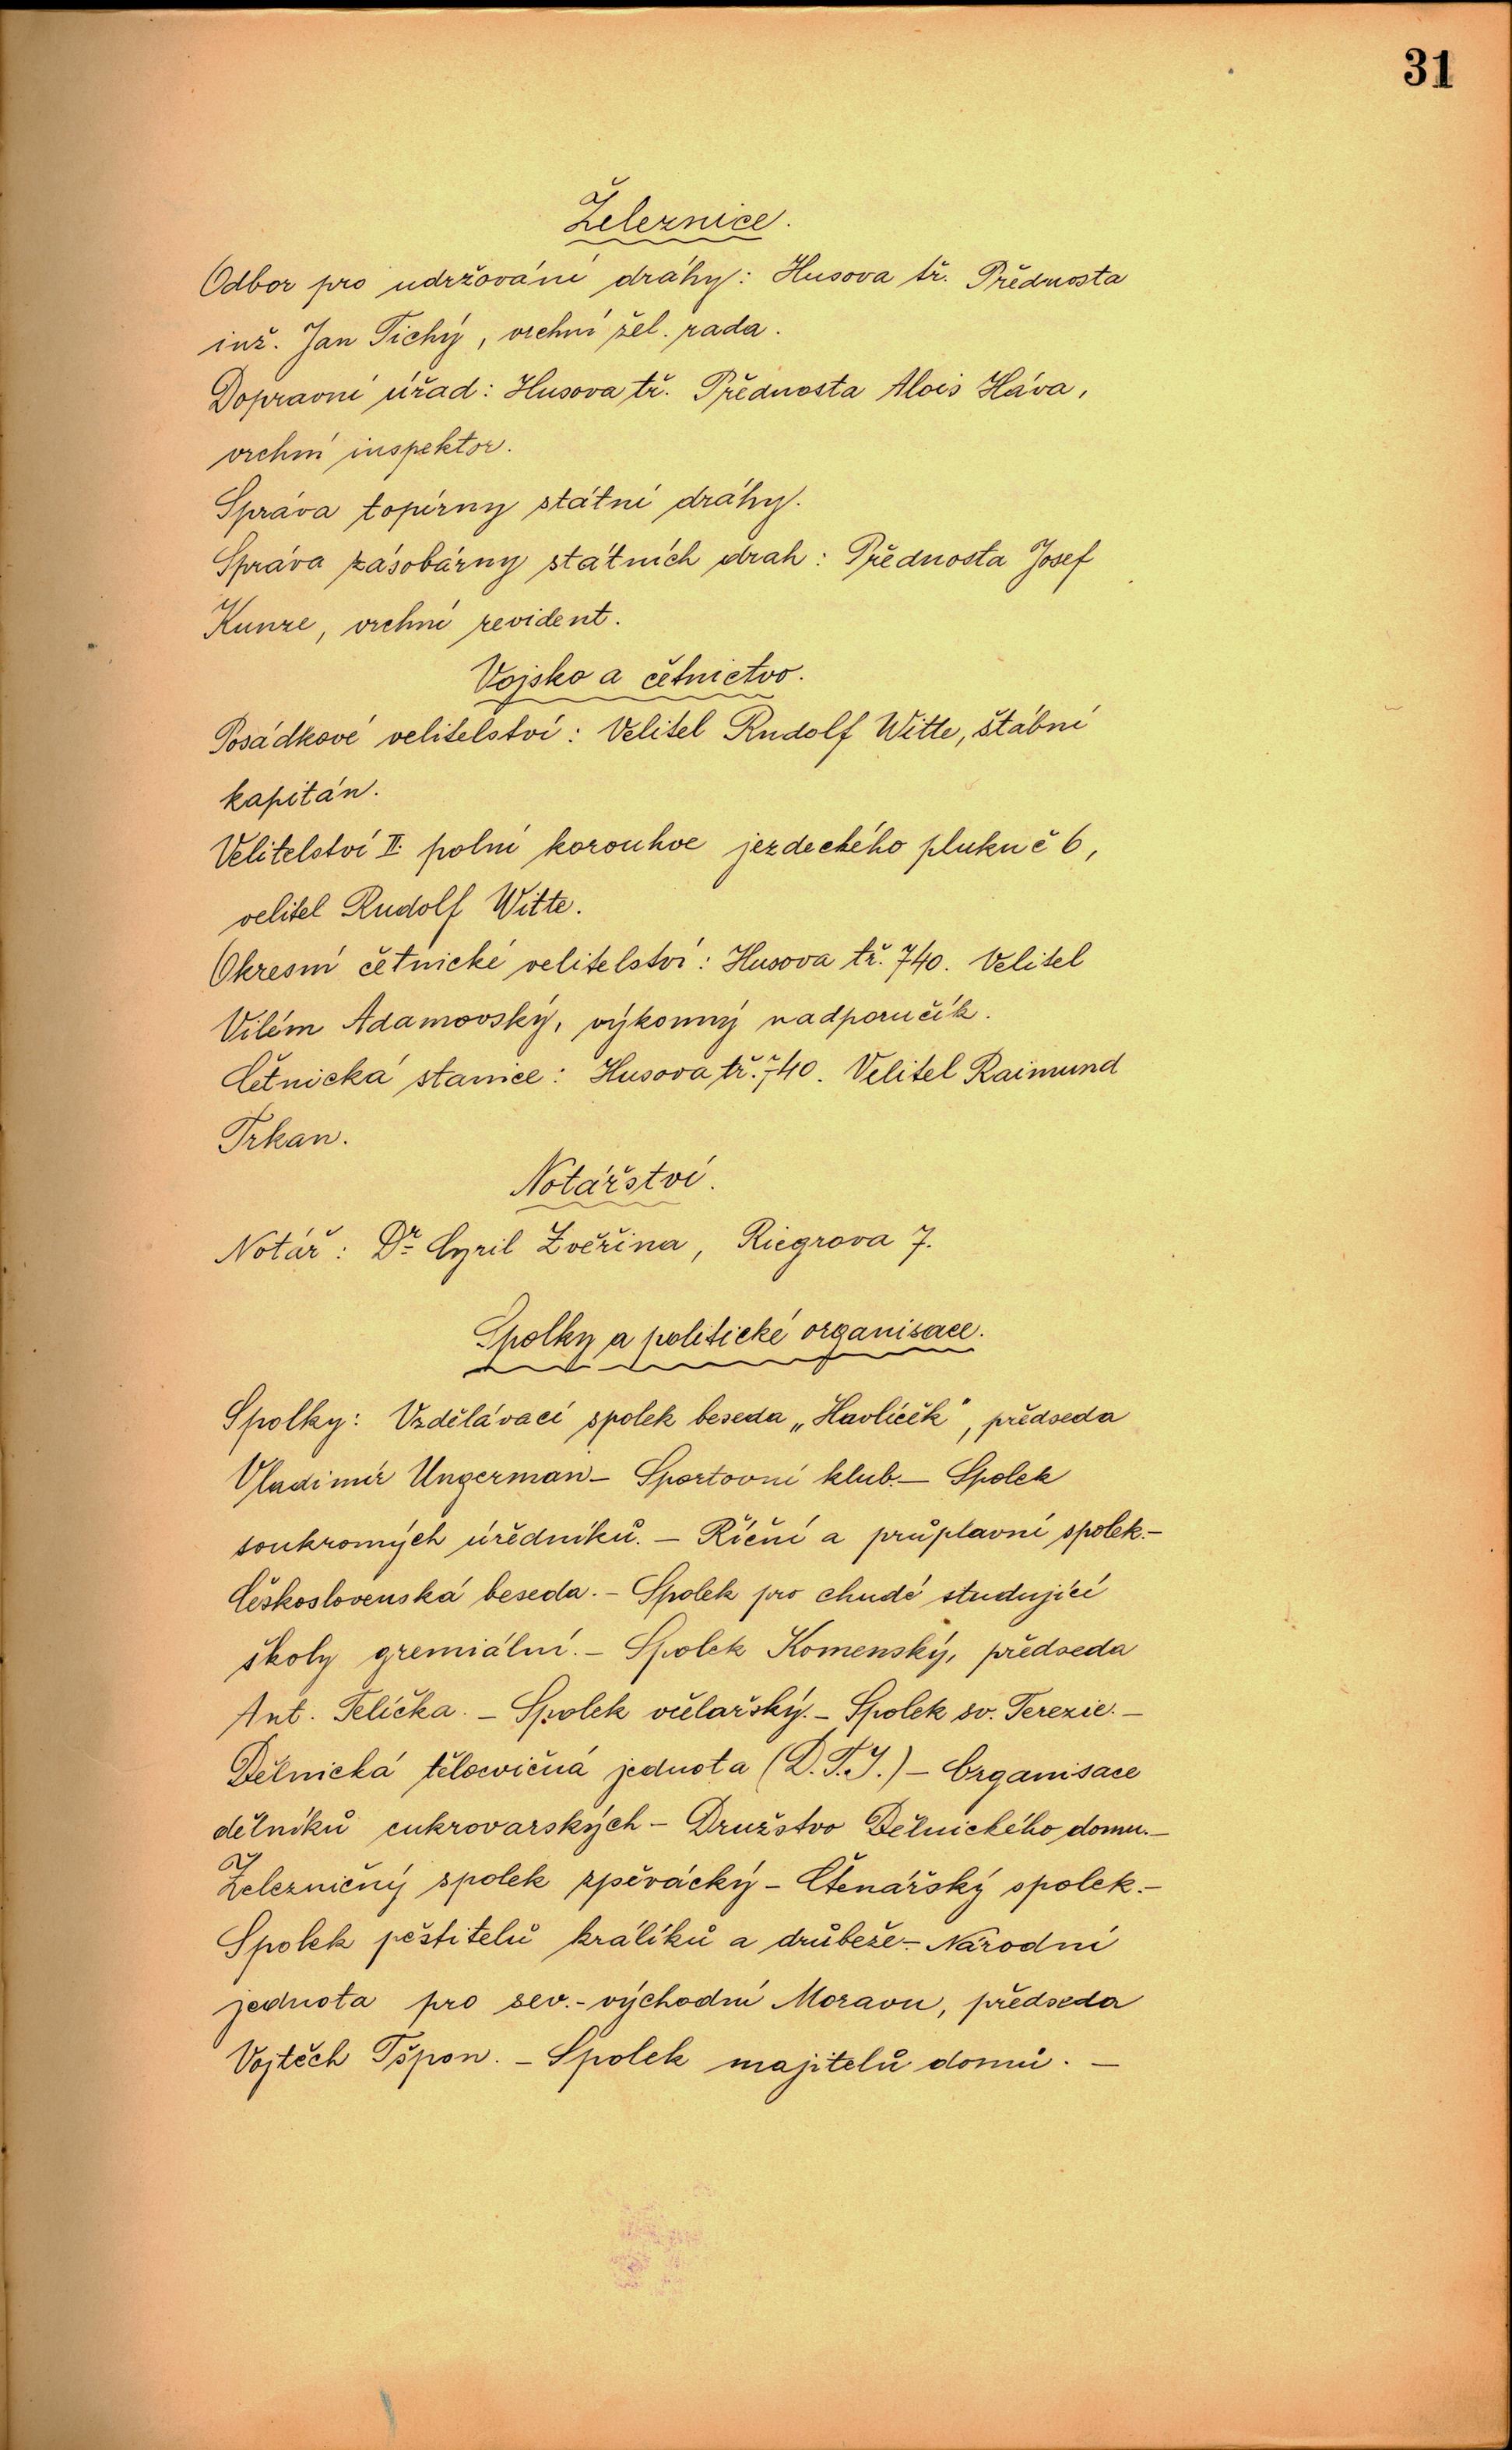 31
Železnice.
Odbor pro udržování dráhy: Husova tř. Přednosta
inž. Jan Tichý, vrchní žel. rada.
Dopravní úřad: Husova tř. Přednosta Alois Háva,
vrchní inspektor.
Správa topírny státní dráhy.
Správa zásobárny státních drah: Přednosta Josef
Kunze, vrchní revident.
Vojsko a četnictvo.
Posádkové velitelství: Velitel Rudolf Witte, štábní
kapitán.
Velitelství II. polní korouhve jezdeckého pluku č 6,
velitel Rudolf Witte.
Okresní četnické velitelství: Husova tř. 740. Velitel
Vilém Adamovský, výkonný nadporučík.
Četnická stanice: Husova tř. 740. Velitel Raimund
Trkan.
Notářství.
Notář: Dr Cyril Zvěřina, Riegrova 7.
Spolky a politické organisace.
Spolky: Vzdělávací spolek beseda „Havlíček", předseda
Vladimír Ungerman – Sportovní klub. – Spolek
soukromých úředníků. – Říční a průplavní spolek. –
Československá beseda. – Spolek pro chudé studující
školy gremiální. – Spolek Komenský, předseda
Ant. Telička. – Spolek včelařský. – Spolek sv. Terezie. –
Dělnická tělocvičná jednota (D.T.J.) – Organisace
dělníků cukrovarských – Družstvo Dělnického domu. –
Železničný spolek zpěvácký – Čtenářský spolek. –
Spolek pěstitelů králíků a drůbeže – Národní
jednota pro sev.-východní Moravu, předseda
Vojtěch Tšpon. – Spolek majitelů domů. –